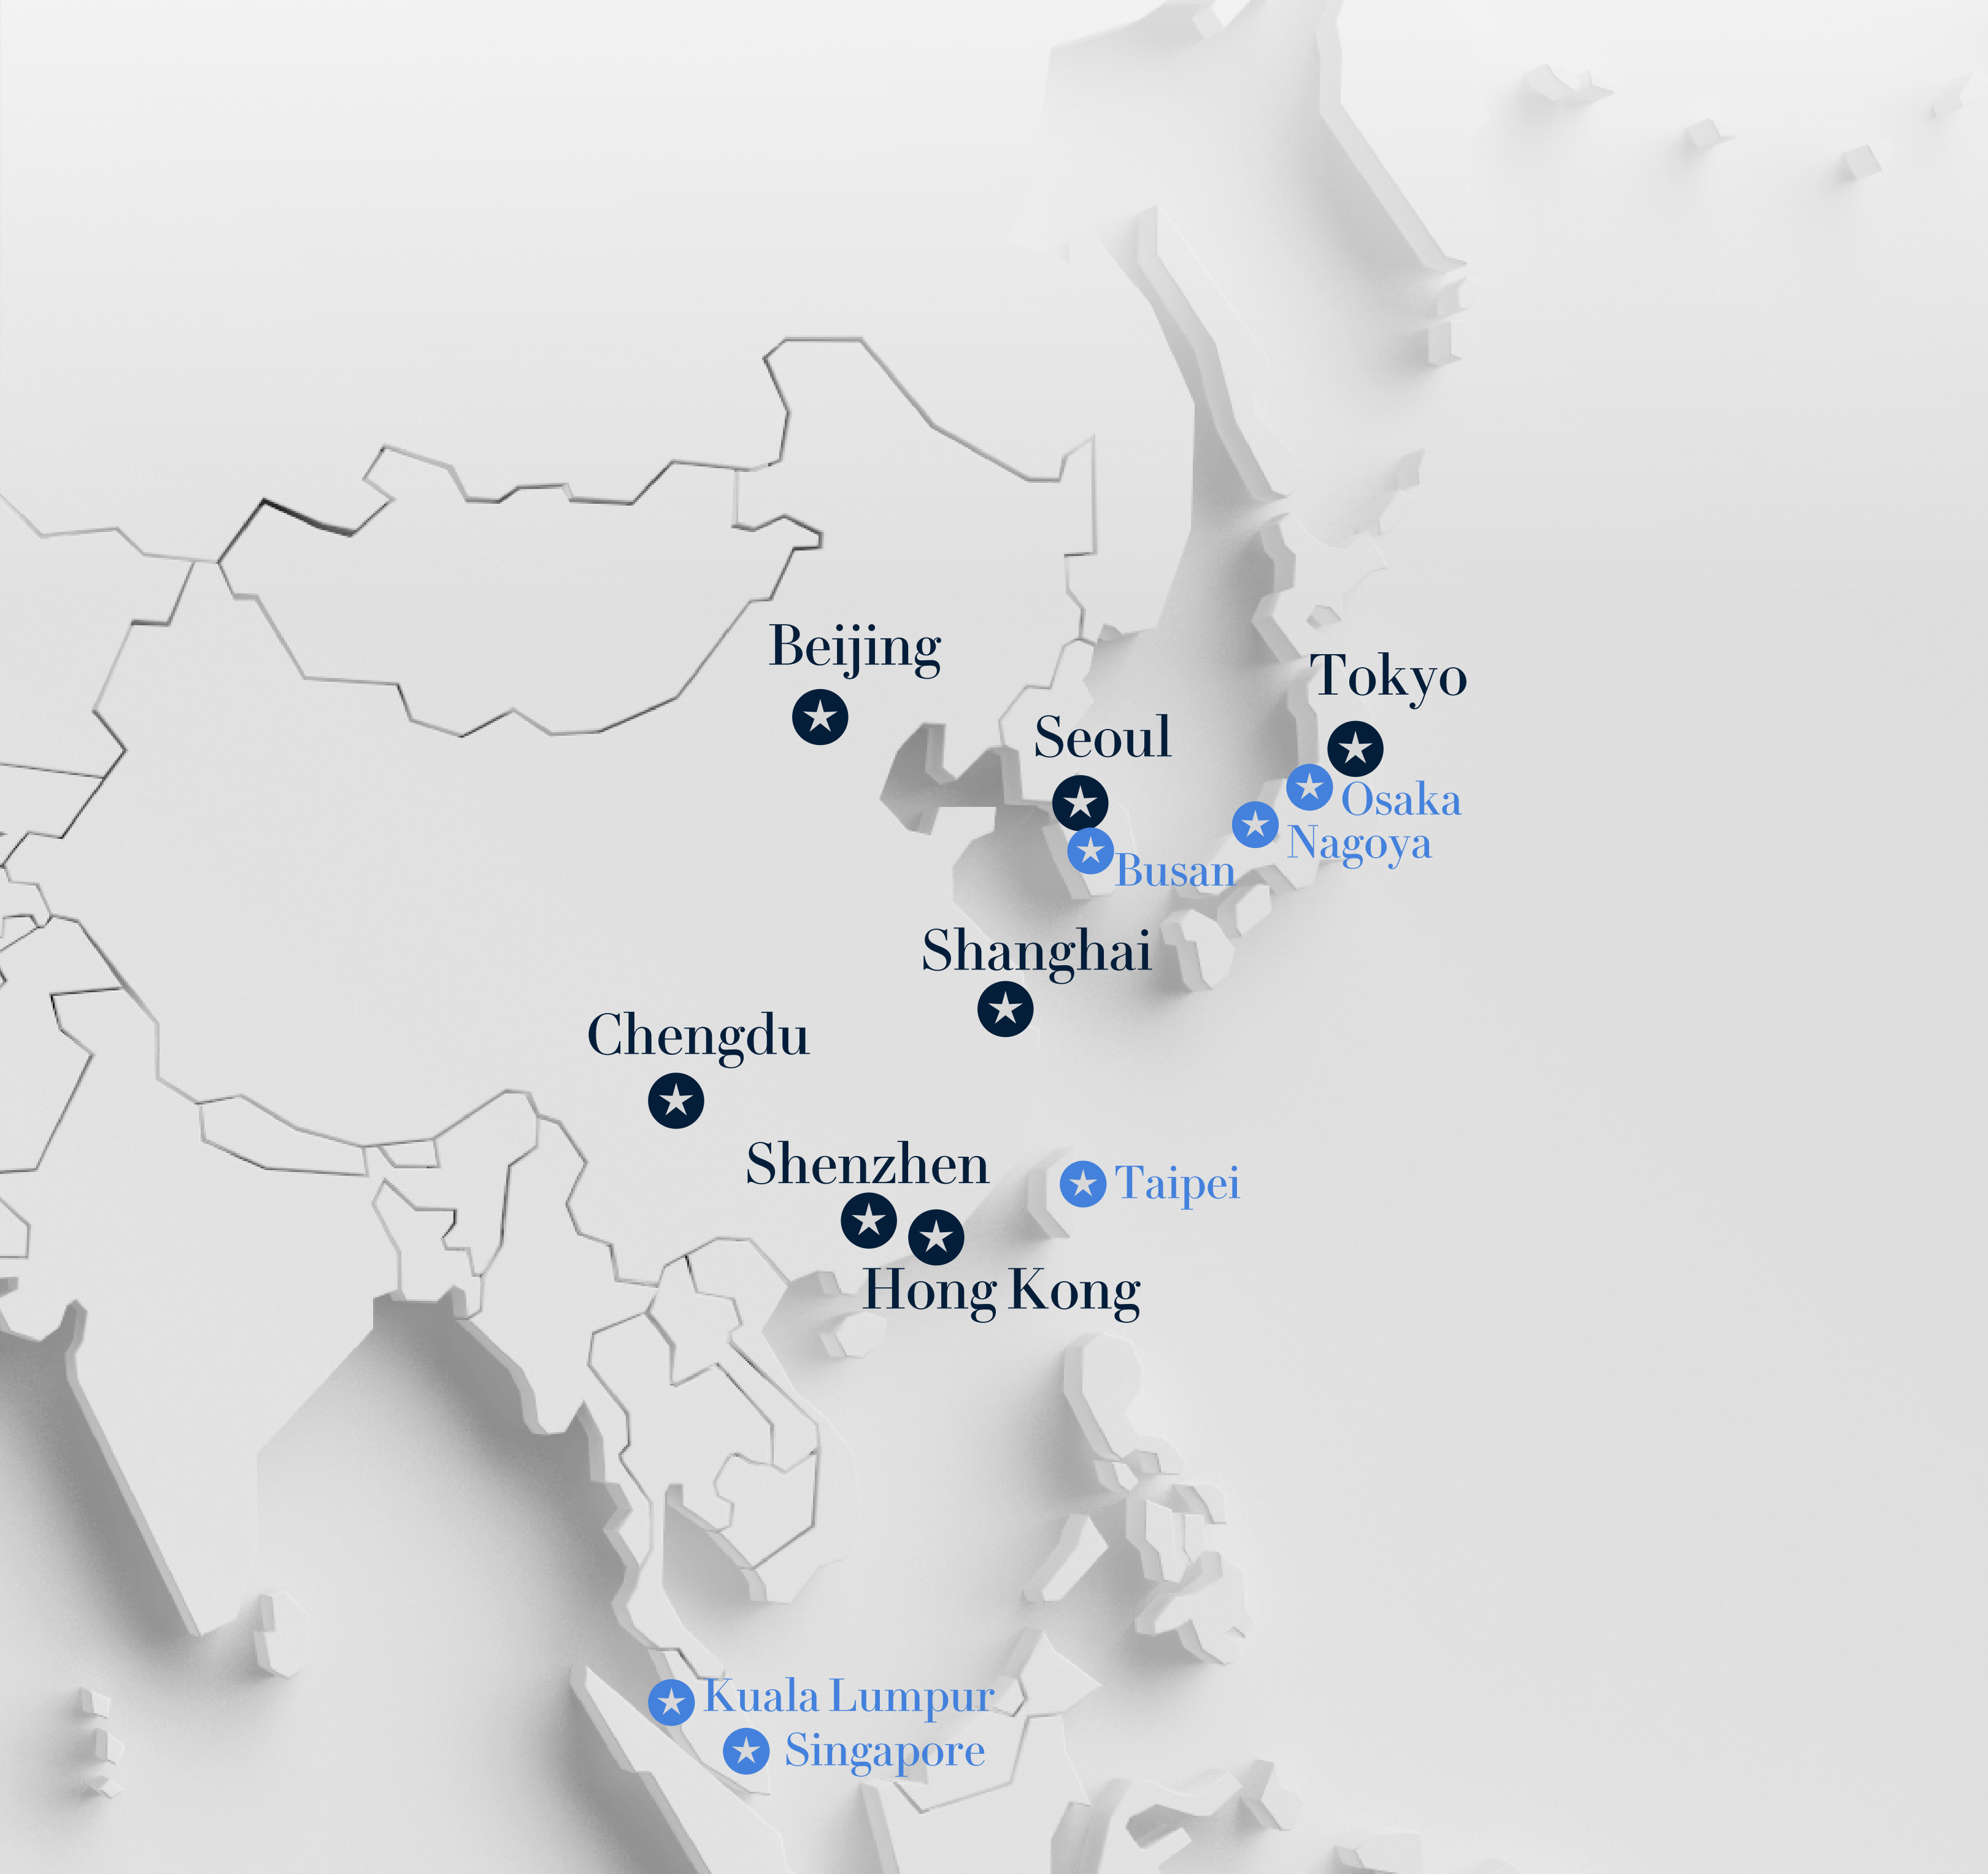 Beijing
Tokyo
Seoul
Osaka
Nagoya
Busan
Shanghai
Chengdu
Shenzhen
Taipei
Hong Kong
Kuala Lumpur
Singapore